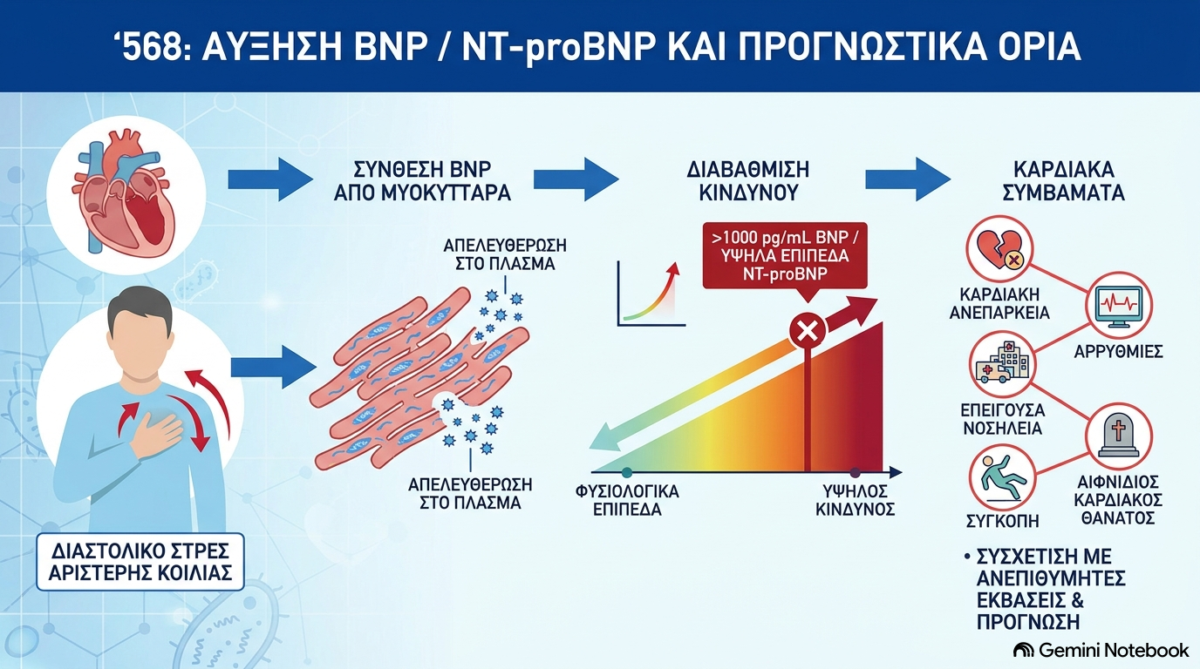 ‘568: ΑΥΞΗΣΗ BNP / NT-proBNP ΚΑΙ ΠΡΟΓΝΩΣΤΙΚΑ ΟΡΙΑ
ΣΥΝΘΕΣΗ BNP
ΑΠΟ ΜΥΟΚΥΤΤΑΡΑ
ΔΙΑΒΑΘΜΙΣΗ
ΚΙΝΔΥΝΟΥ
ΚΑΡΔΙΑΚΑ
ΣΥΜΒΑΜΑΤΑ
ΑΠΕΛΕΥΘΕΡΩΣΗ
ΣΤΟ ΠΛΑΣΜΑ
>1000 pg/mL BNP /
ΥΨΗΛΑ ΕΠΙΠΕΔΑ
NT-proBNP
ΚΑΡΔΙΑΚΗ
ΑΝΕΠΑΡΚΕΙΑ
ΑΡΡΥΘΜΙΕΣ
ΕΠΕΙΓΟΥΣΑ
ΝΟΣΗΛΕΙΑ
ΑΠΕΛΕΥΘΕΡΩΣΗ
ΣΤΟ ΠΛΑΣΜΑ
ΦΥΣΙΟΛΟΓΙΚΑ
ΕΠΙΠΕΔΑ
ΥΨΗΛΟΣ
ΚΙΝΔΥΝΟΣ
ΣΥΓΚΟΠΗ
ΑΙΦΝΙΔΙΟΣ
ΚΑΡΔΙΑΚΟΣ
ΘΑΝΑΤΟΣ
ΔΙΑΣΤΟΛΙΚΟ ΣΤΡΕΣ
ΑΡΙΣΤΕΡΗΣ ΚΟΙΛΙΑΣ
• ΣΥΣΧΕΤΙΣΗ ΜΕ
ΑΝΕΠΙΘΥΜΗΤΕΣ
ΕΚΒΑΣΕΙΣ &
ΠΡΟΓΝΩΣΗ
Gemini Notebook